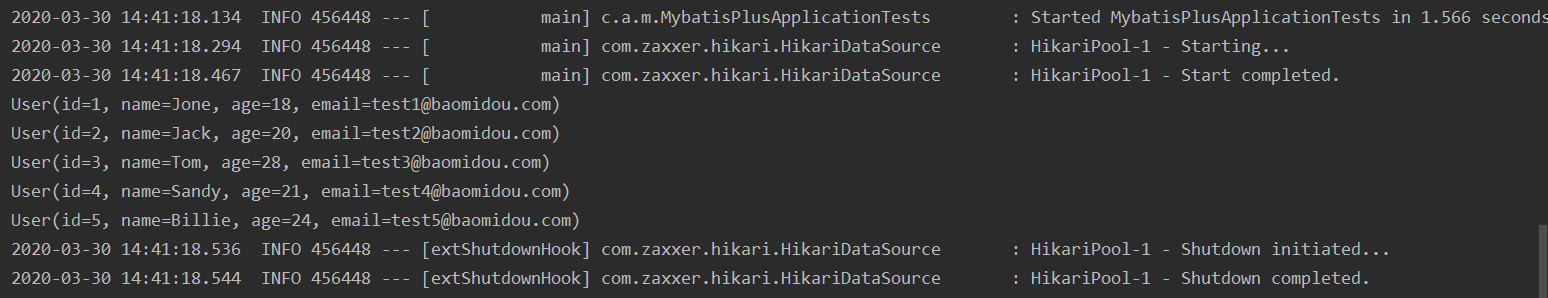 2020-03-30 14:41:18.134  INFO 456448 --- [           main] c.a.m.MybatisPlusApplicationTests        : Started MybatisPlusApplicationTests in 1.566 seconds
2020-03-30 14:41:18.294  INFO 456448 --- [           main] com.zaxxer.hikari.HikariDataSource       : HikariPool-1 - Starting...
2020-03-30 14:41:18.467  INFO 456448 --- [           main] com.zaxxer.hikari.HikariDataSource       : HikariPool-1 - Start completed.
User(id=1, name=Jone, age=18, email=test1@baomidou.com)
User(id=2, name=Jack, age=20, email=test2@baomidou.com)
User(id=3, name=Tom, age=28, email=test3@baomidou.com)
User(id=4, name=Sandy, age=21, email=test4@baomidou.com)
User(id=5, name=Billie, age=24, email=test5@baomidou.com)
2020-03-30 14:41:18.536  INFO 456448 --- [extShutdownHook] com.zaxxer.hikari.HikariDataSource       : HikariPool-1 - Shutdown initiated...
2020-03-30 14:41:18.544  INFO 456448 --- [extShutdownHook] com.zaxxer.hikari.HikariDataSource       : HikariPool-1 - Shutdown completed.